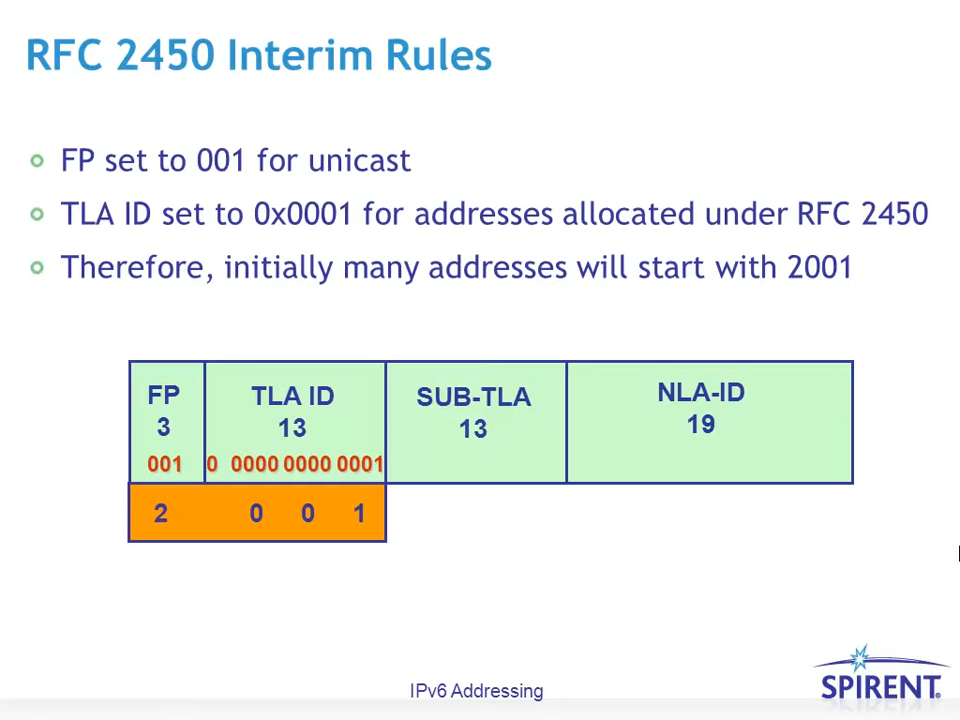 RFC 2450 Interim Rules
FP set to 001 for unicast
TLA ID set to 0x0001 for addresses allocated under RFC 2450
Therefore, initially many addresses will start with 2001
FP TLA ID SUB-TLA NLA-ID
3 13 13 19
001 0 0000 0000 0001
2 0 0 1
IPv6 Addressing
SPIRENT